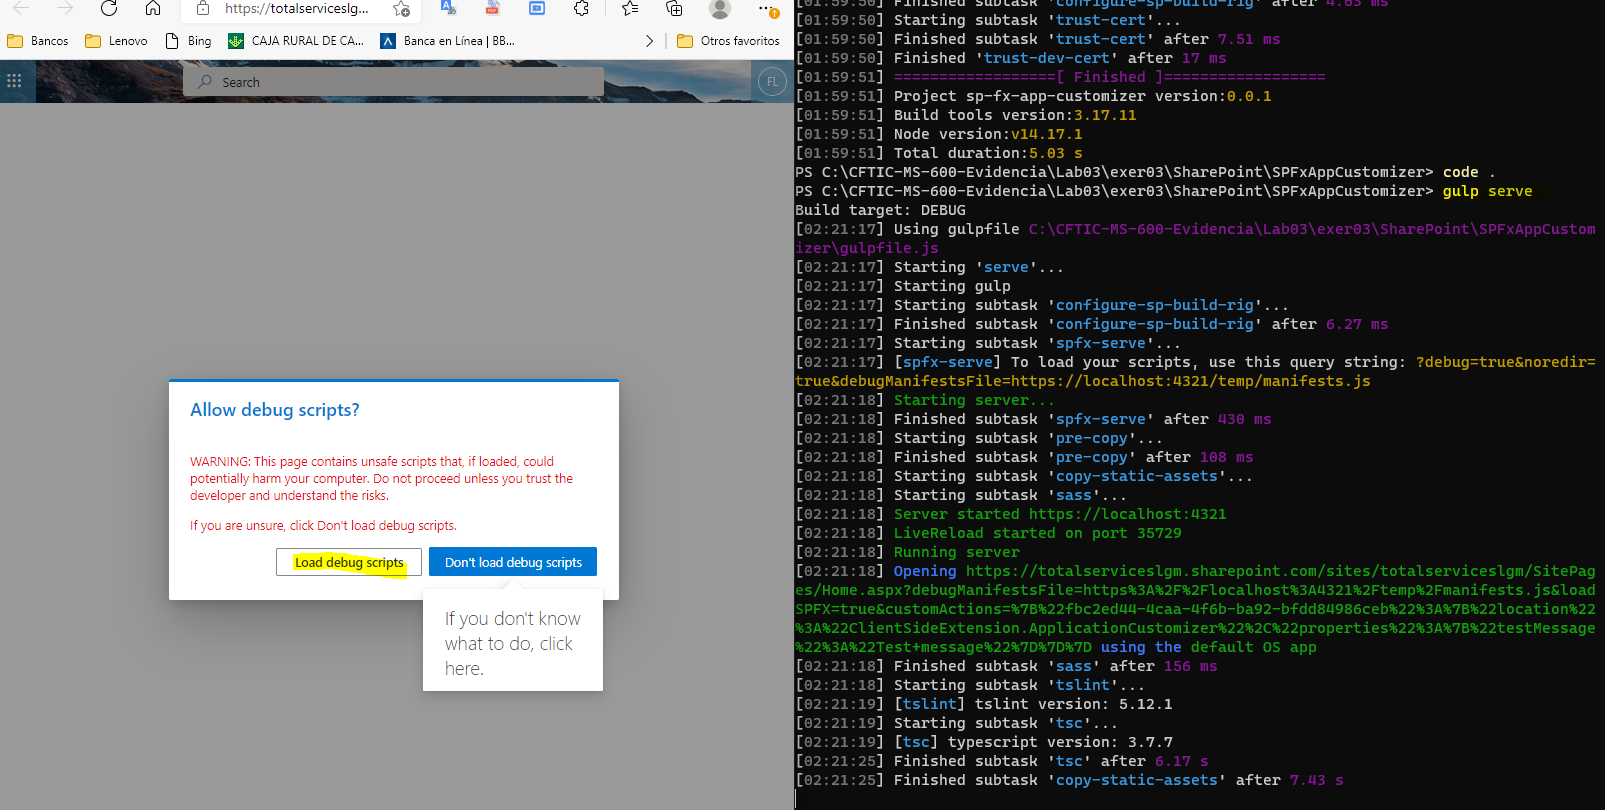 https://totalserviceslg...
Bancos
Lenovo
Bing
CAJA RURAL DE CA...
Banca en Línea | BB...
Otros favoritos
Search
FL
Allow debug scripts?
WARNING: This page contains unsafe scripts that, if loaded, could
potentially harm your computer. Do not proceed unless you trust the
developer and understand the risks.
If you are unsure, click Don't load debug scripts.
Load debug scripts
Don't load debug scripts
If you don't know
what to do, click
here.
[01:59:50] Finished subtask 'configure-sp-build-rig' after 4.63 ms
[01:59:50] Starting subtask 'trust-cert'...
[01:59:50] Finished subtask 'trust-cert' after 7.51 ms
[01:59:50] Finished 'trust-dev-cert' after 17 ms
[01:59:51] ==================[ Finished ]==================
[01:59:51] Project sp-fx-app-customizer version:0.0.1
[01:59:51] Build tools version:3.17.11
[01:59:51] Node version:v14.17.1
[01:59:51] Total duration:5.03 s
PS C:\CFTIC-MS-600-Evidencia\Lab03\exer03\SharePoint\SPFxAppCustomizer> code .
PS C:\CFTIC-MS-600-Evidencia\Lab03\exer03\SharePoint\SPFxAppCustomizer> gulp serve
Build target: DEBUG
[02:21:17] Using gulpfile C:\CFTIC-MS-600-Evidencia\Lab03\exer03\SharePoint\SPFxAppCustom
izer\gulpfile.js
[02:21:17] Starting 'serve'...
[02:21:17] Starting gulp
[02:21:17] Starting subtask 'configure-sp-build-rig'...
[02:21:17] Finished subtask 'configure-sp-build-rig' after 6.27 ms
[02:21:17] Starting subtask 'spfx-serve'...
[02:21:17] [spfx-serve] To load your scripts, use this query string: ?debug=true&noredir=
true&debugManifestsFile=https://localhost:4321/temp/manifests.js
[02:21:18] Starting server...
[02:21:18] Finished subtask 'spfx-serve' after 430 ms
[02:21:18] Starting subtask 'pre-copy'...
[02:21:18] Finished subtask 'pre-copy' after 108 ms
[02:21:18] Starting subtask 'copy-static-assets'...
[02:21:18] Starting subtask 'sass'...
[02:21:18] Server started https://localhost:4321
[02:21:18] LiveReload started on port 35729
[02:21:18] Running server
[02:21:18] Opening https://totalserviceslgm.sharepoint.com/sites/totalserviceslgm/SitePag
es/Home.aspx?debugManifestsFile=https%3A%2F%2Flocalhost%3A4321%2Ftemp%2Fmanifests.js&load
SPFX=true&customActions=%7B%22fbc2ed44-4caa-4f6b-ba92-bfdd84986ceb%22%3A%7B%22location%22
%3A%22ClientSideExtension.ApplicationCustomizer%22%2C%22properties%22%3A%7B%22testMessage
%22%3A%22Test+message%22%7D%7D%7D using the default OS app
[02:21:18] Finished subtask 'sass' after 156 ms
[02:21:18] Starting subtask 'tslint'...
[02:21:19] [tslint] tslint version: 5.12.1
[02:21:19] Starting subtask 'tsc'...
[02:21:19] [tsc] typescript version: 3.7.7
[02:21:25] Finished subtask 'tsc' after 6.17 s
[02:21:25] Finished subtask 'copy-static-assets' after 7.43 s